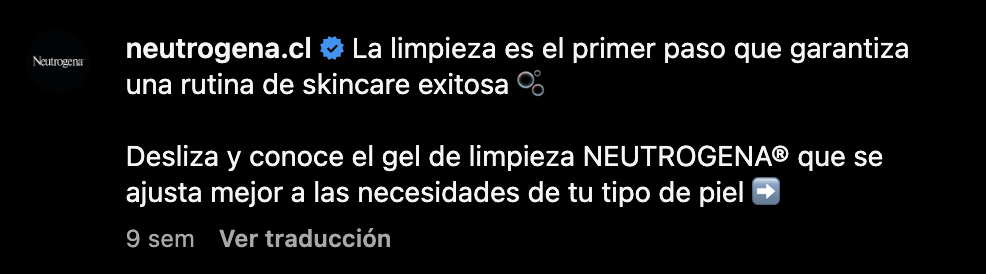 Neutrogena
neutrogena.cl La limpieza es el primer paso que garantiza
una rutina de skincare exitosa 🫧
Desliza y conoce el gel de limpieza NEUTROGENA® que se
ajusta mejor a las necesidades de tu tipo de piel ➡️
9 sem Ver traducción